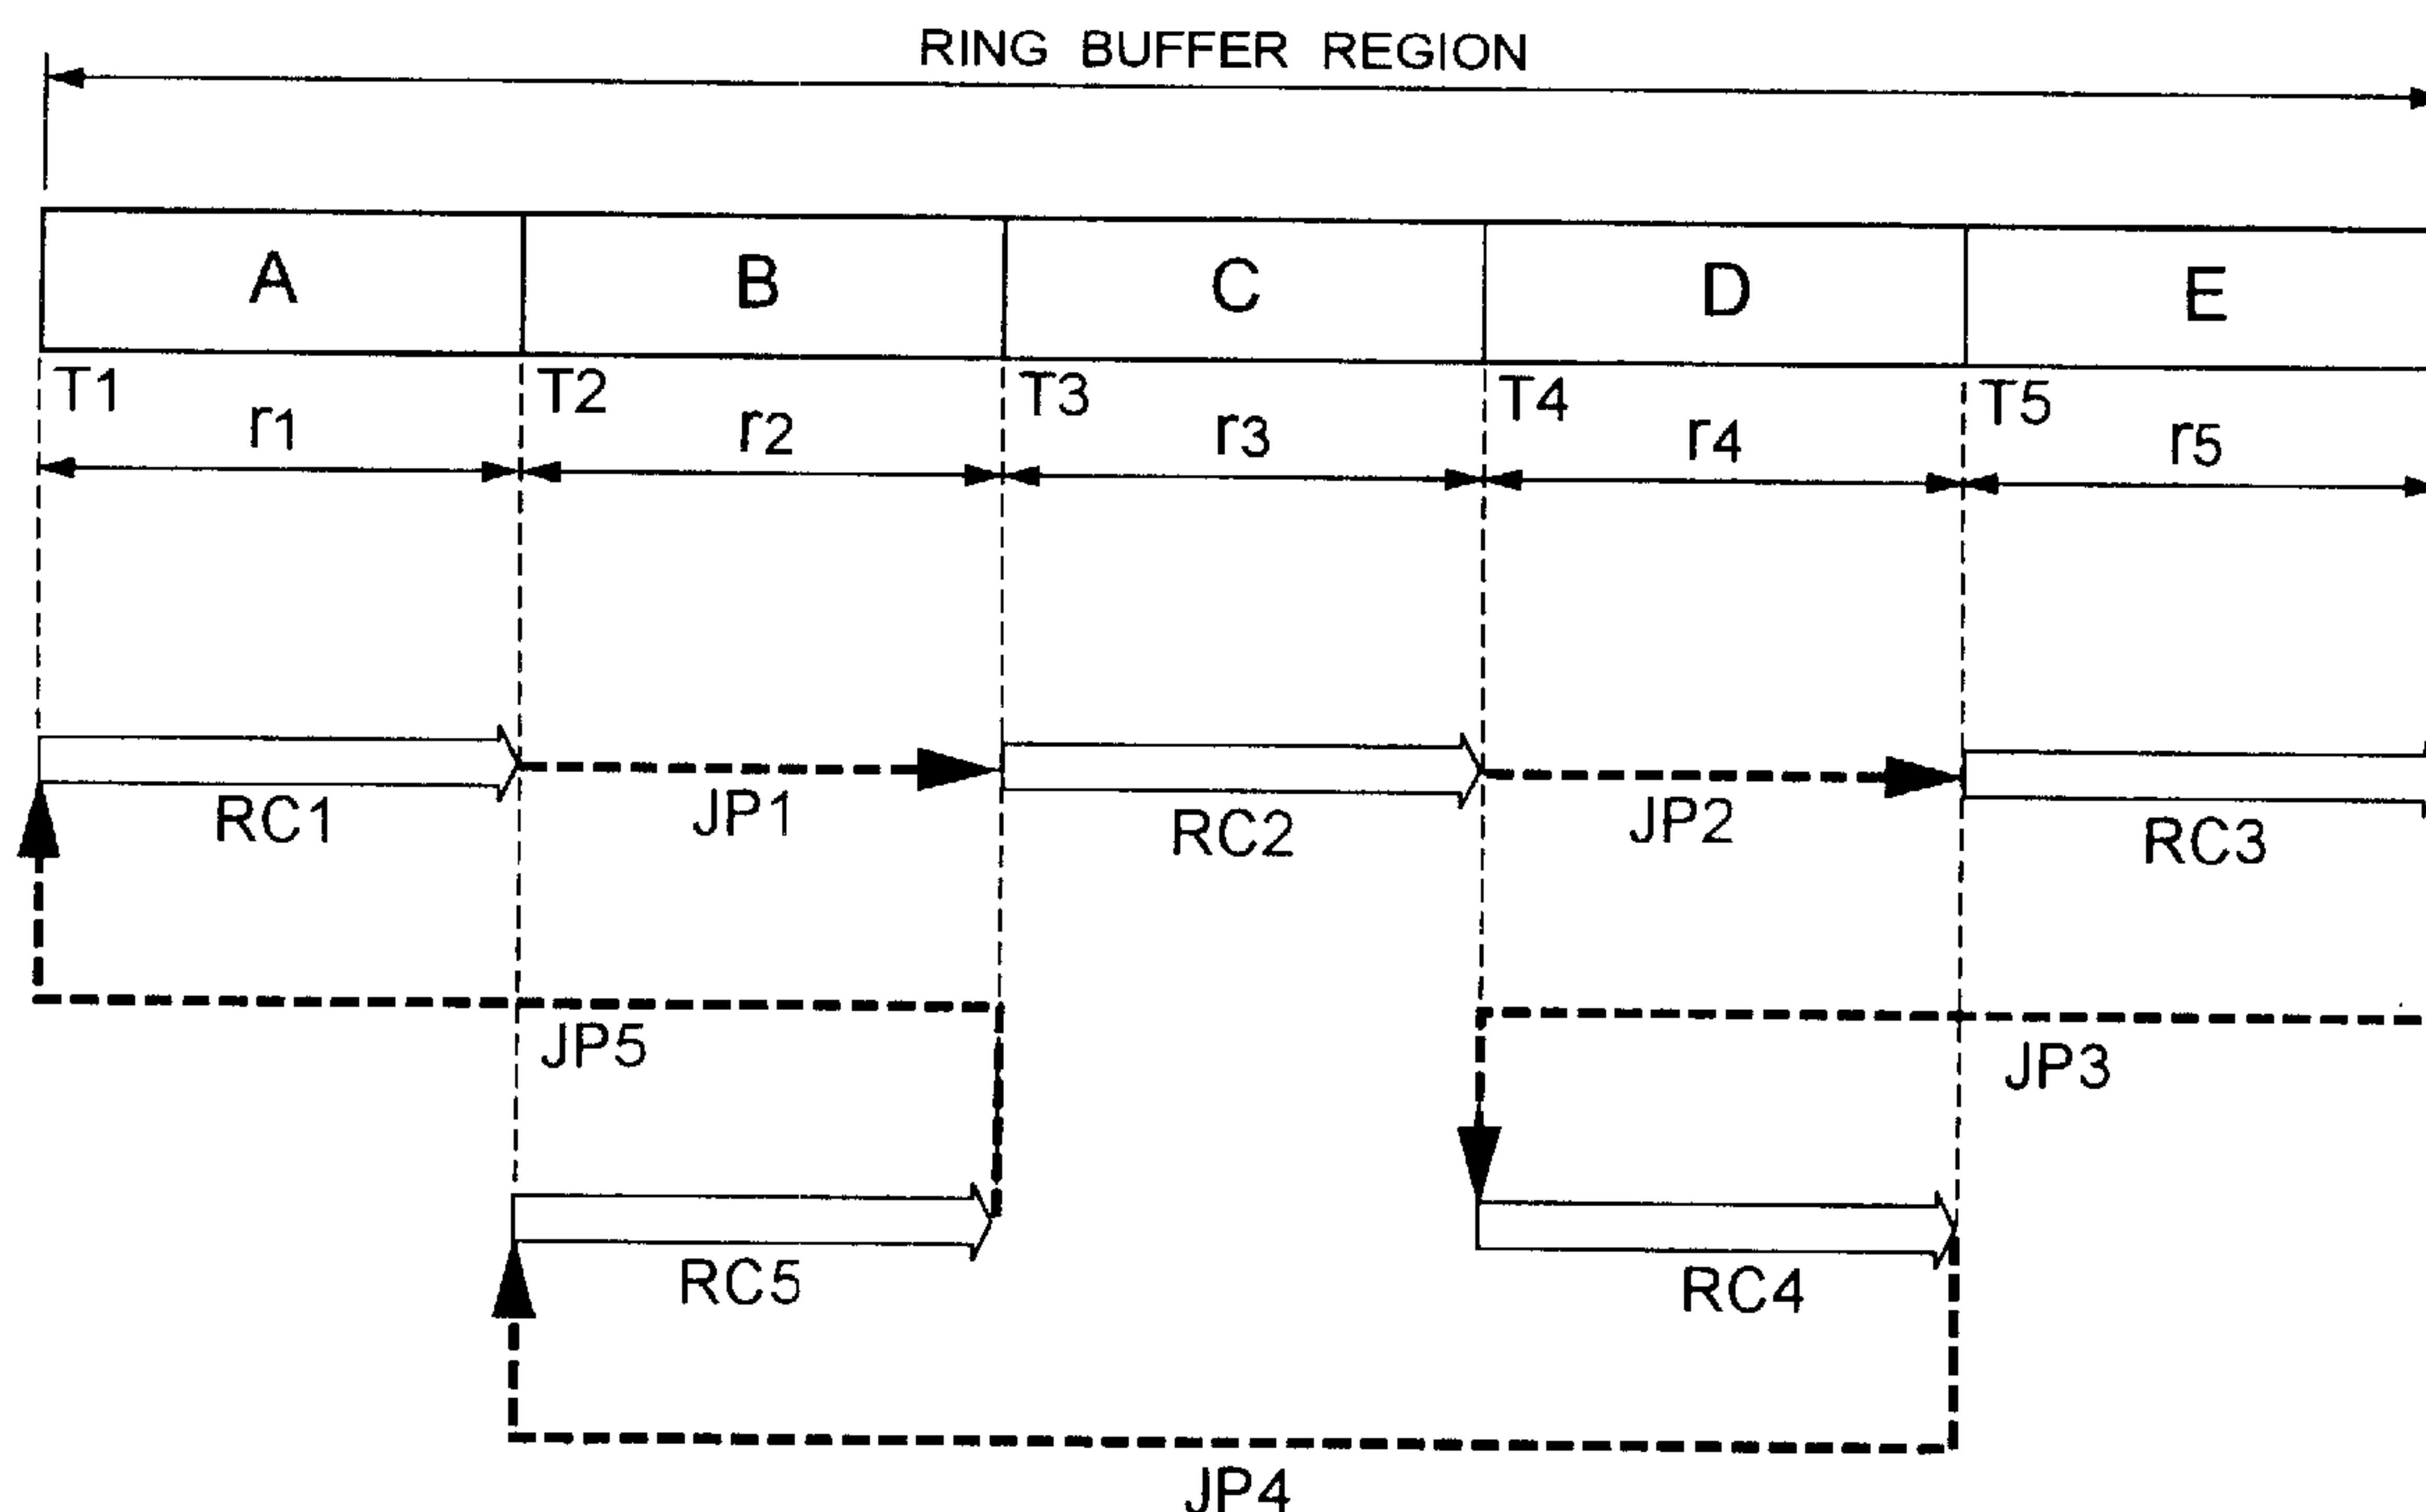 RING BUFFER REGION
A B C D E
T1 T2 T3 T4 T5
r1 r2 r3 r4 r5
RC1 JP1 RC2 JP2 RC3
JP5 JP3
RC5 RC4
JP4